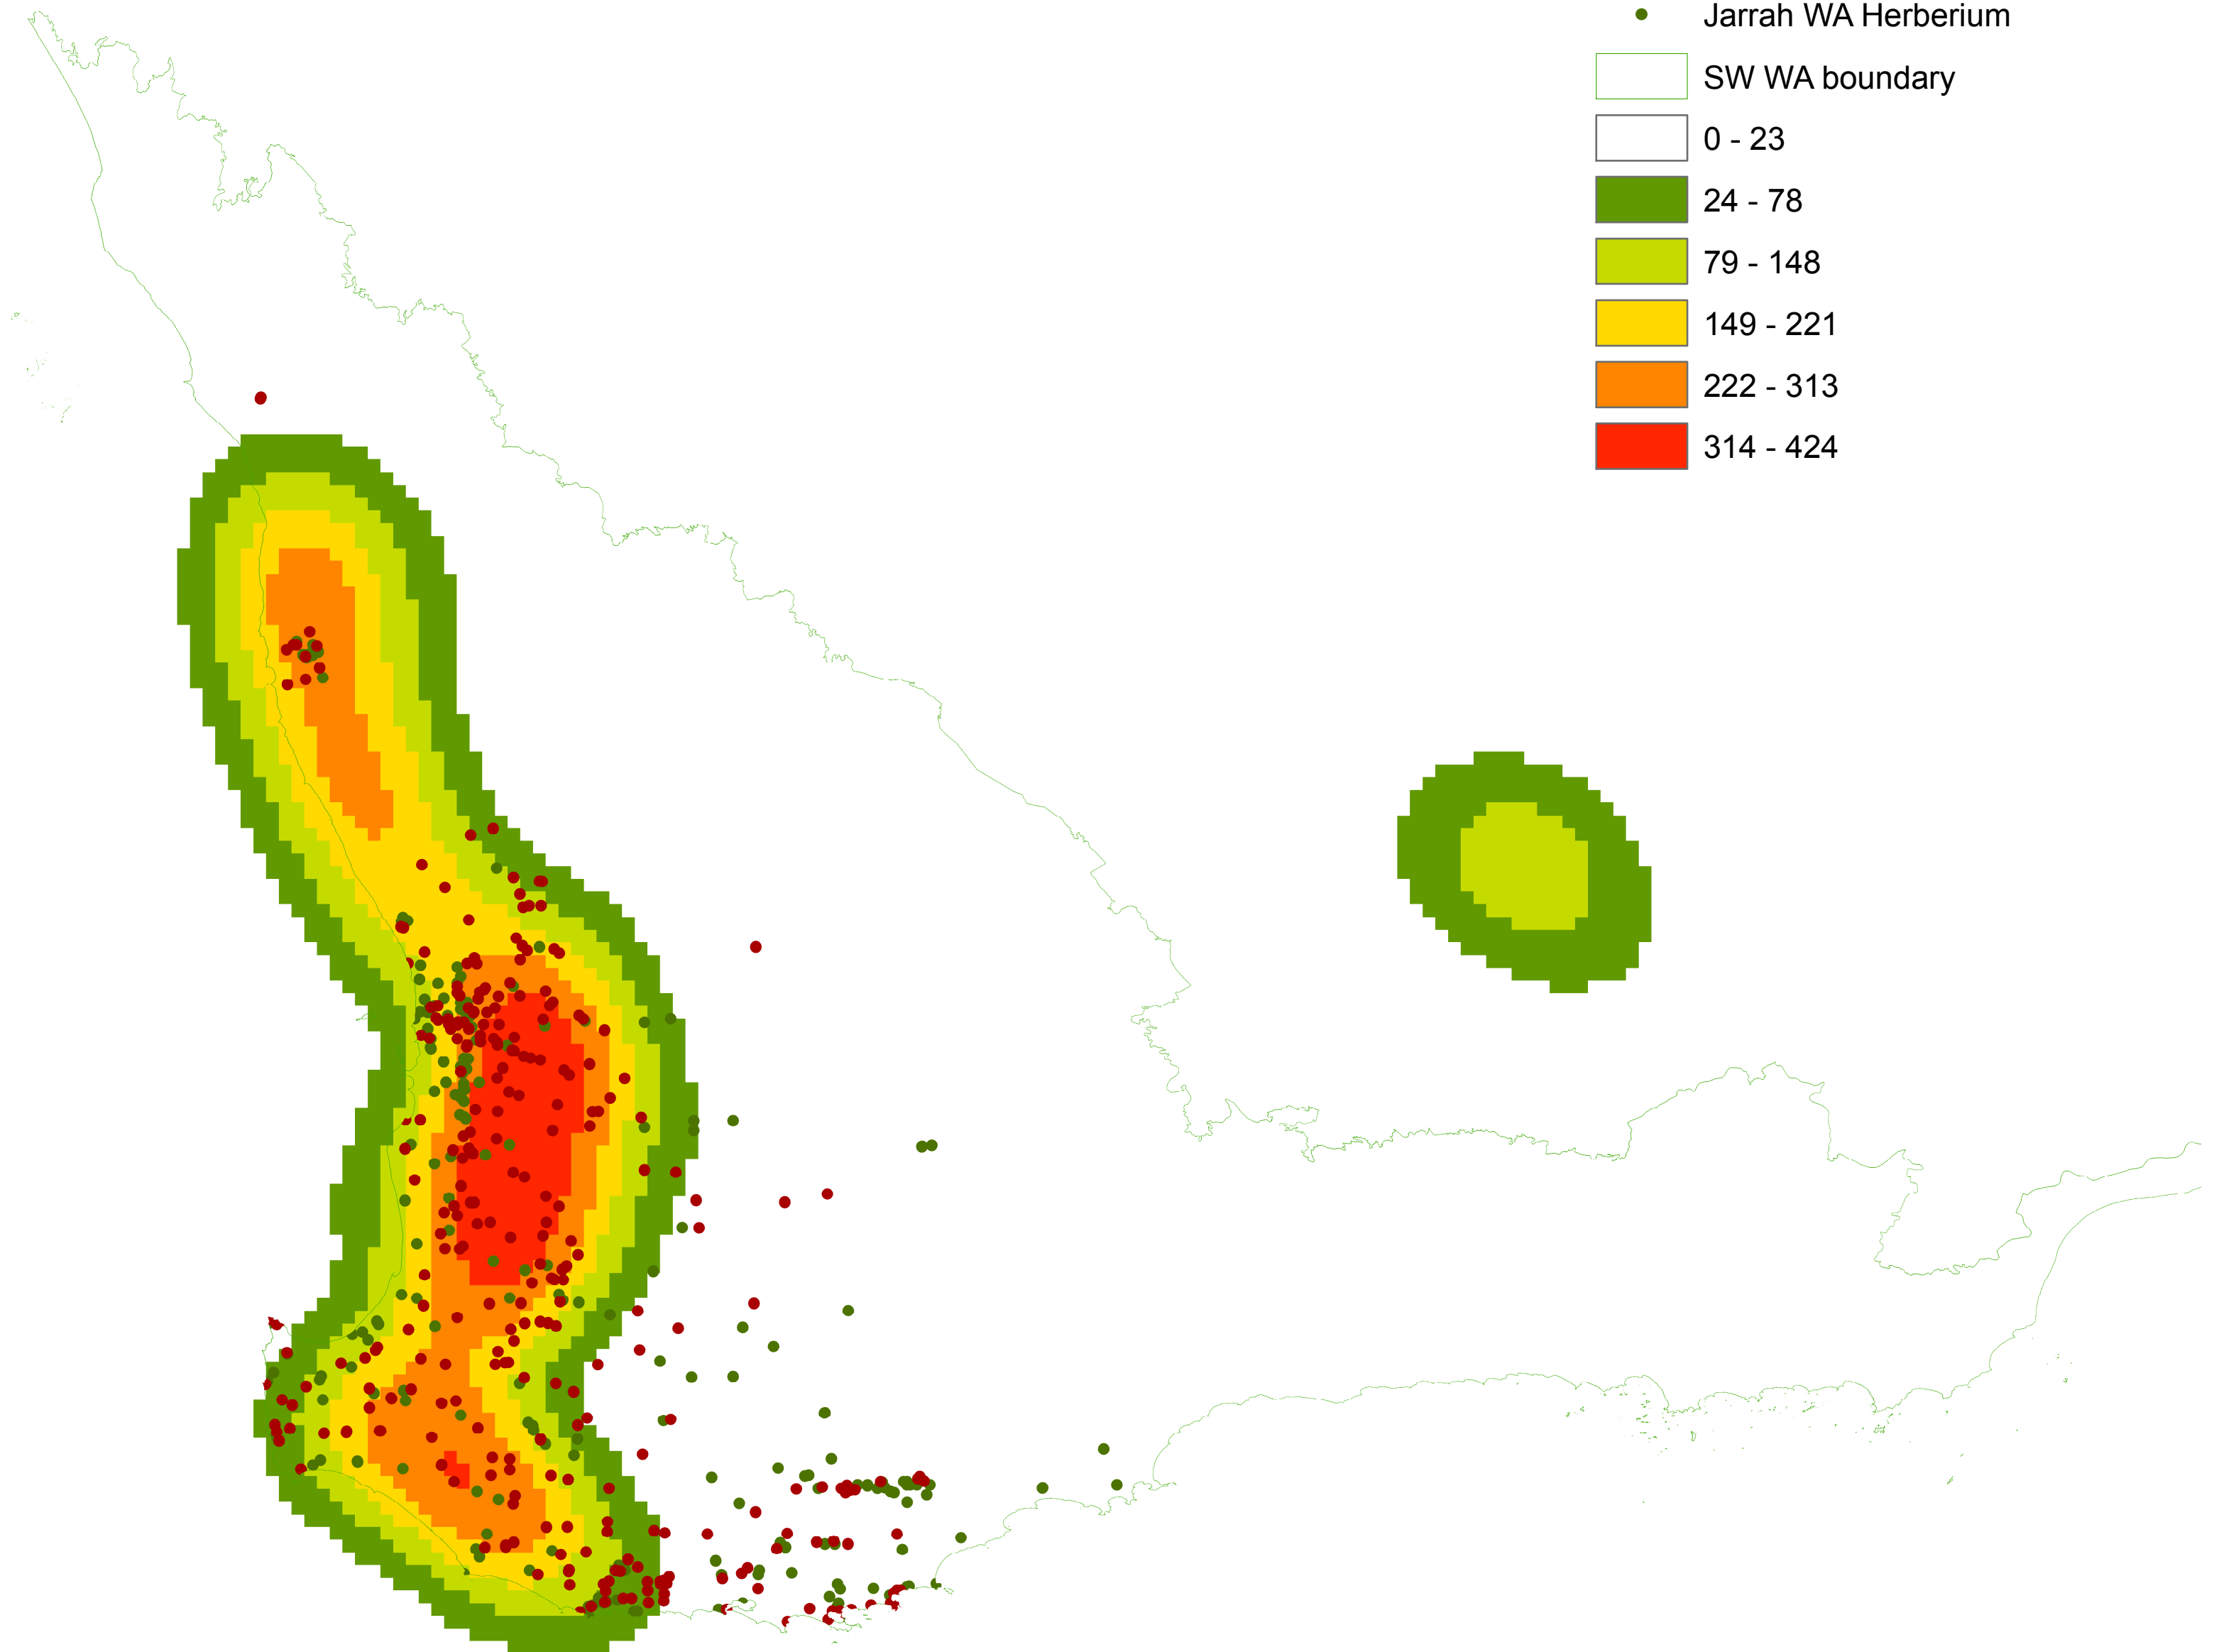 Jarrah WA Herberium
SW WA boundary
0 - 23
24 - 78
79 - 148
149 - 221
222 - 313
314 - 424